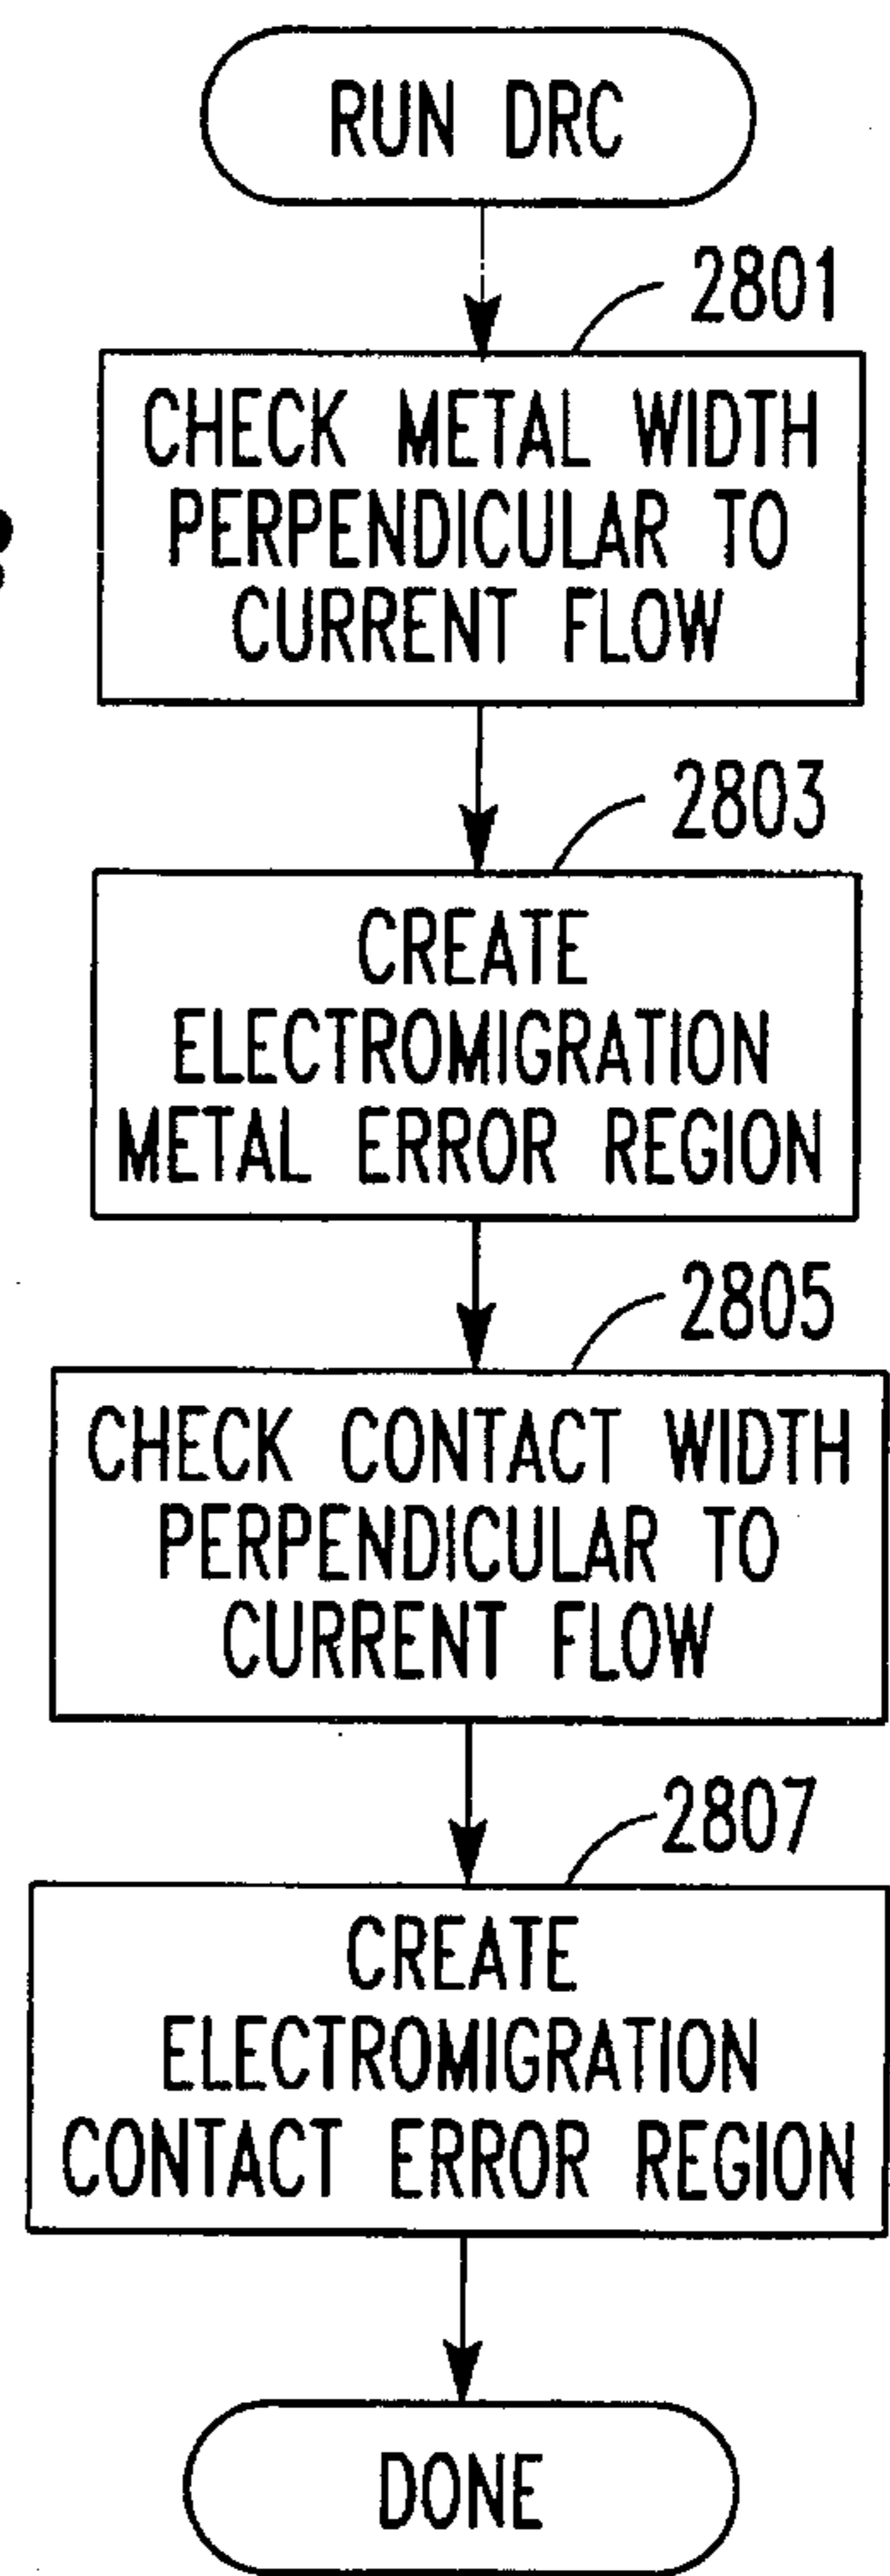 RUN DRC
2801
CHECK METAL WIDTH
PERPENDICULAR TO
CURRENT FLOW
2803
CREATE
ELECTROMIGRATION
METAL ERROR REGION
2805
CHECK CONTACT WIDTH
PERPENDICULAR TO
CURRENT FLOW
2807
CREATE
ELECTROMIGRATION
CONTACT ERROR REGION
DONE